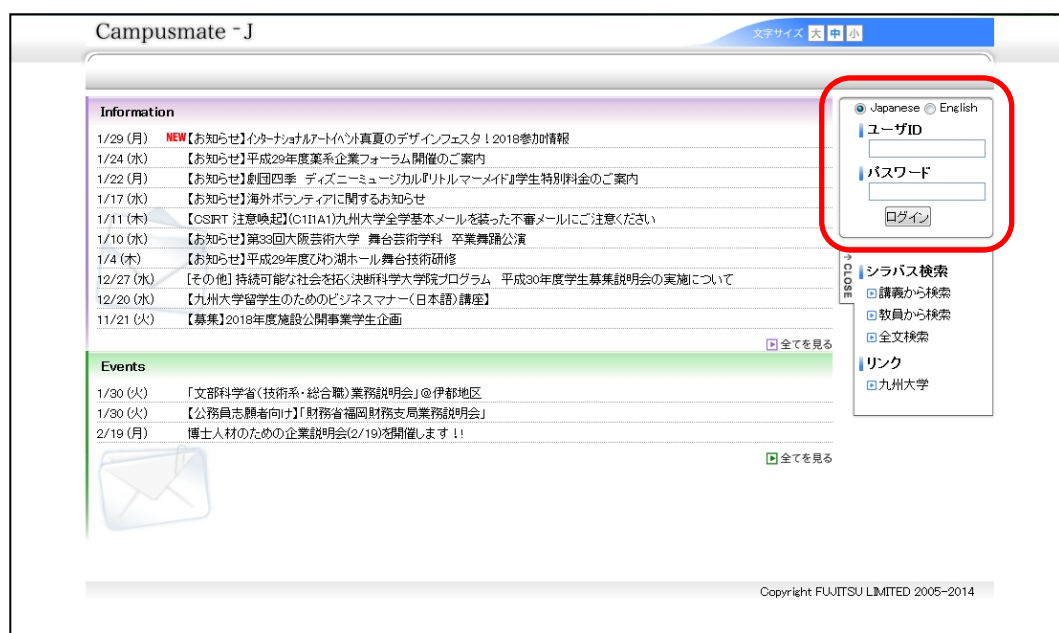 Campusmate-J
文字サイズ 大 中 小
Information
1/29 (月) NEW【お知らせ】インターナショナルアートイベント真夏のデザインフェスタ！2018参加情報
1/24 (水) 【お知らせ】平成29年度薬系企業フォーラム開催のご案内
1/22 (月) 【お知らせ】劇団四季 ディズニーミュージカル『リトルマーメイド』学生特別料金のご案内
1/17 (水) 【お知らせ】海外ボランティアに関するお知らせ
1/11 (木) 【CSIRT 注意喚起】(C1I1A1)九州大学全学基本メールを装った不審メールにご注意ください
1/10 (水) 【お知らせ】第33回大阪芸術大学 舞台芸術学科 卒業舞踊公演
1/4 (木) 【お知らせ】平成29年度びわ湖ホール舞台技術研修
12/27 (水) [その他] 持続可能な社会を拓く決断科学大学院プログラム 平成30年度学生募集説明会の実施について
12/20 (水) 【九州大学留学生のためのビジネスマナー（日本語）講座】
11/21 (火) 【募集】2018年度施設公開事業学生企画
全てを見る
Events
1/30 (火) 「文部科学省（技術系・総合職）業務説明会」＠伊都地区
1/30 (火) 【公務員志願者向け】「財務省福岡財務支局業務説明会」
2/19 (月) 博士人材のための企業説明会(2/19)を開催します！！
全てを見る
Japanese English
ユーザID
パスワード
ログイン
↑CLOSE
シラバス検索
講義から検索
教員から検索
全文検索
リンク
九州大学
Copyright FUJITSU LIMITED 2005-2014